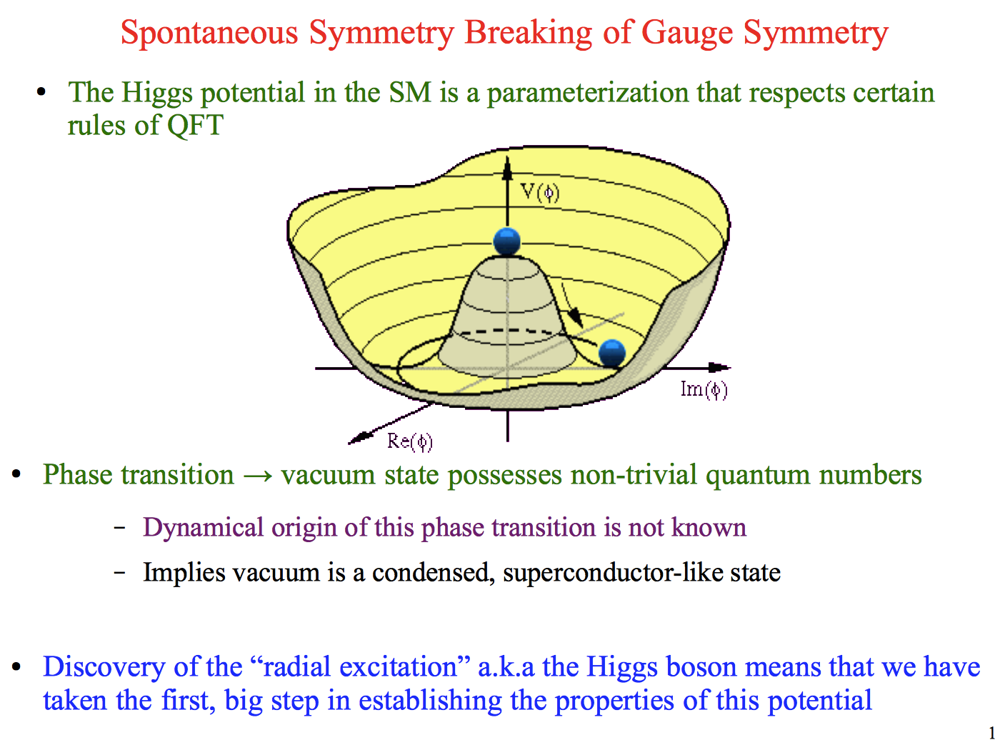 Spontaneous Symmetry Breaking of Gauge Symmetry
• The Higgs potential in the SM is a parameterization that respects certain
rules of QFT
V(ϕ)
Im(ϕ)
Re(ϕ)
• Phase transition → vacuum state possesses non-trivial quantum numbers
– Dynamical origin of this phase transition is not known
– Implies vacuum is a condensed, superconductor-like state
• Discovery of the “radial excitation” a.k.a the Higgs boson means that we have
taken the first, big step in establishing the properties of this potential
1